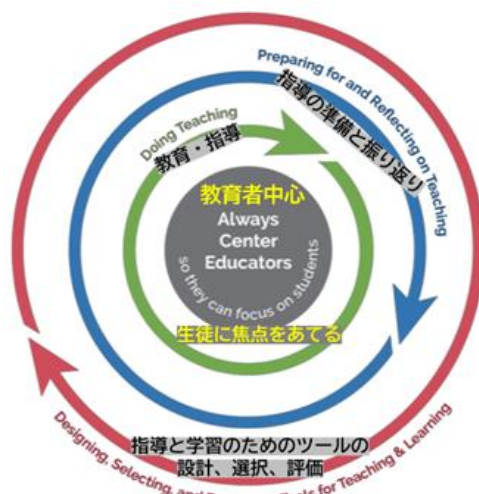 Preparing for and Reflecting on Teaching
指導の準備と振り返り
Doing Teaching
教育・指導
教育者中心
Always
Center
Educators
so they can focus on students
生徒に焦点をあてる
指導と学習のためのツールの
設計、選択、評価
Designing, Selecting, and for Teaching & Learning